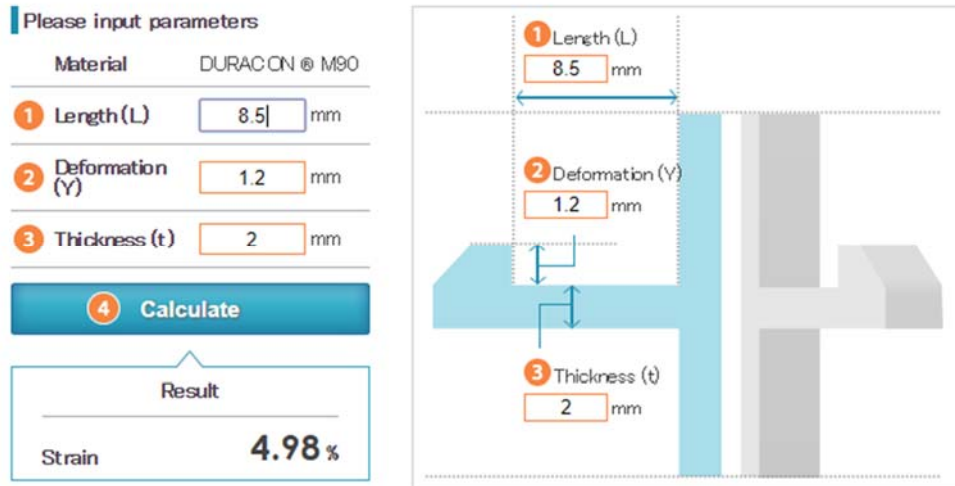 Please input parameters
Material DURACON ® M90
1 Length (L) 8.5 mm
2 Deformation (Y) 1.2 mm
3 Thickness (t) 2 mm
4 Calculate
Result
Strain 4.98 %
1 Length (L)
8.5 mm
2 Deformation (Y)
1.2 mm
3 Thickness (t)
2 mm